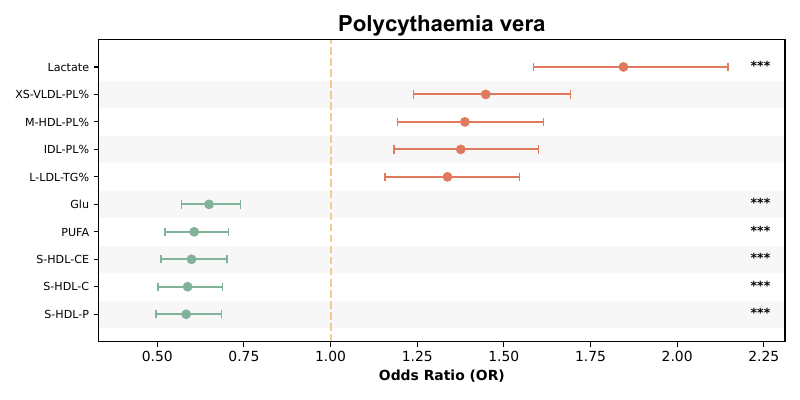 Polycythaemia vera
Lactate ***
XS-VLDL-PL%
M-HDL-PL%
IDL-PL%
L-LDL-TG%
Glu ***
PUFA ***
S-HDL-CE ***
S-HDL-C ***
S-HDL-P ***
0.50 0.75 1.00 1.25 1.50 1.75 2.00 2.25
Odds Ratio (OR)